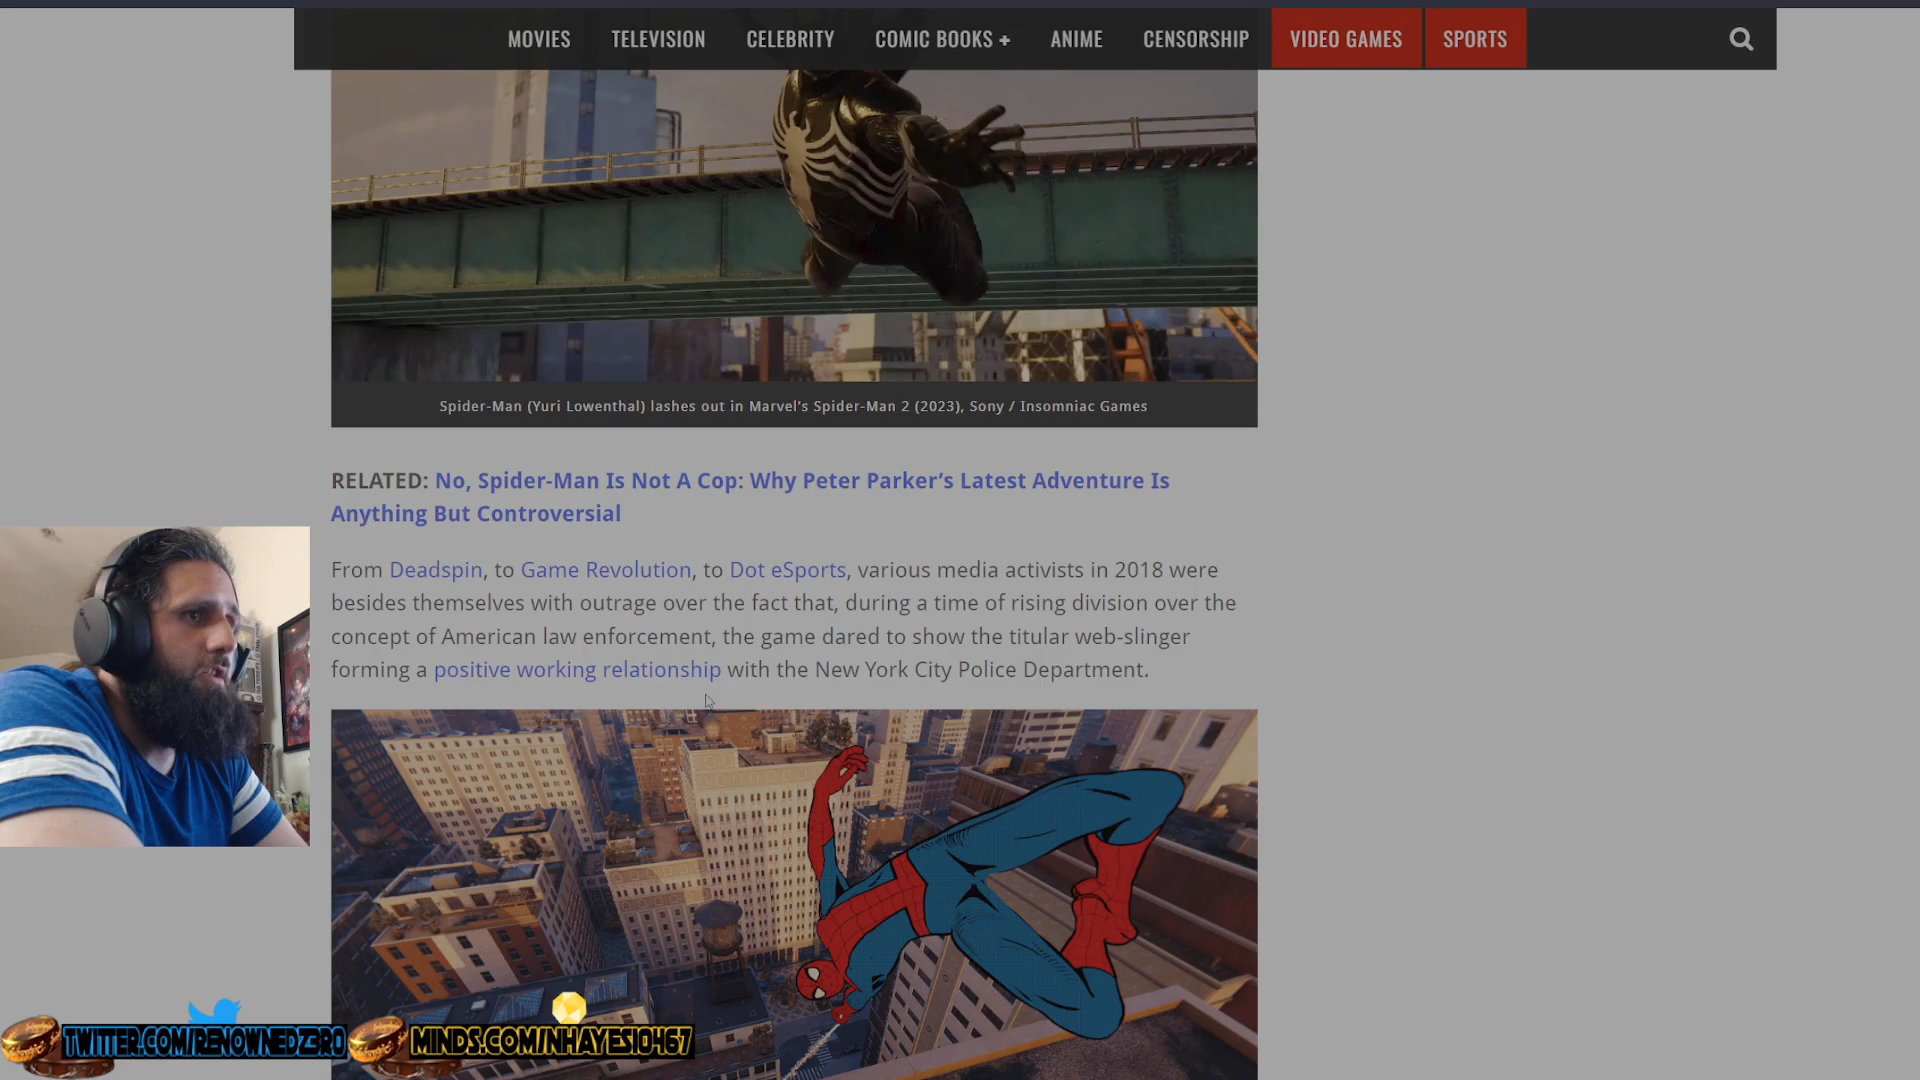 MOVIES TELEVISION CELEBRITY COMIC BOOKS + ANIME CENSORSHIP VIDEO GAMES SPORTS
Spider-Man (Yuri Lowenthal) lashes out in Marvel's Spider-Man 2 (2023), Sony / Insomniac Games
RELATED: No, Spider-Man Is Not A Cop: Why Peter Parker's Latest Adventure Is
Anything But Controversial
From Deadspin, to Game Revolution, to Dot eSports, various media activists in 2018 were
besides themselves with outrage over the fact that, during a time of rising division over the
concept of American law enforcement, the game dared to show the titular web-slinger
forming a positive working relationship with the New York City Police Department.
TWITTER.COM/RENOWNEDZ3RO
MINDS.COM/NHAYES10467